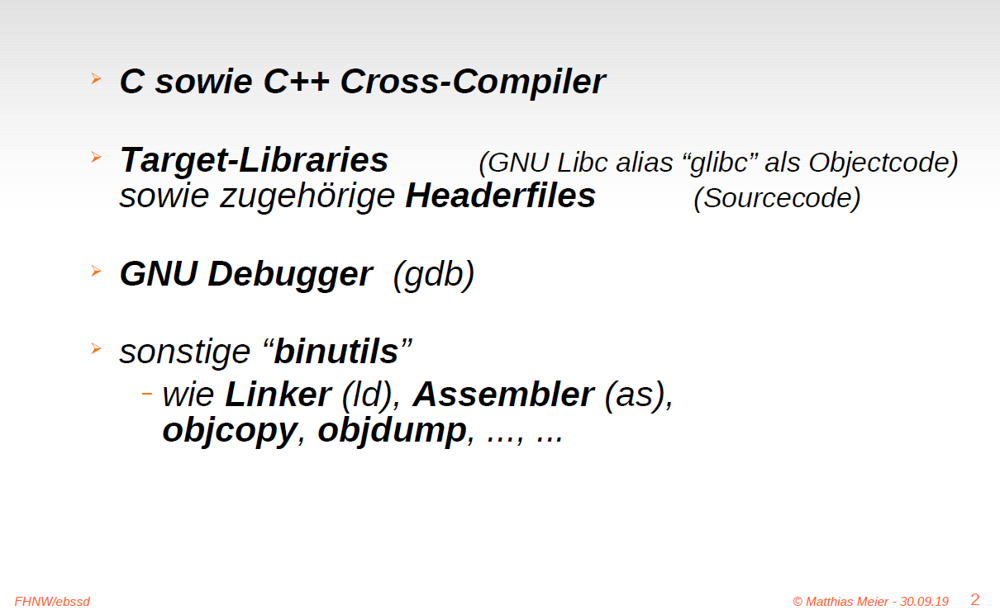 C sowie C++ Cross-Compiler
Target-Libraries (GNU Libc alias “glibc” als Objectcode)
sowie zugehörige Headerfiles (Sourcecode)
GNU Debugger (gdb)
sonstige “binutils”
– wie Linker (ld), Assembler (as),
objcopy, objdump, ..., ...
FHNW/ebssd
© Matthias Meier - 30.09.19 2